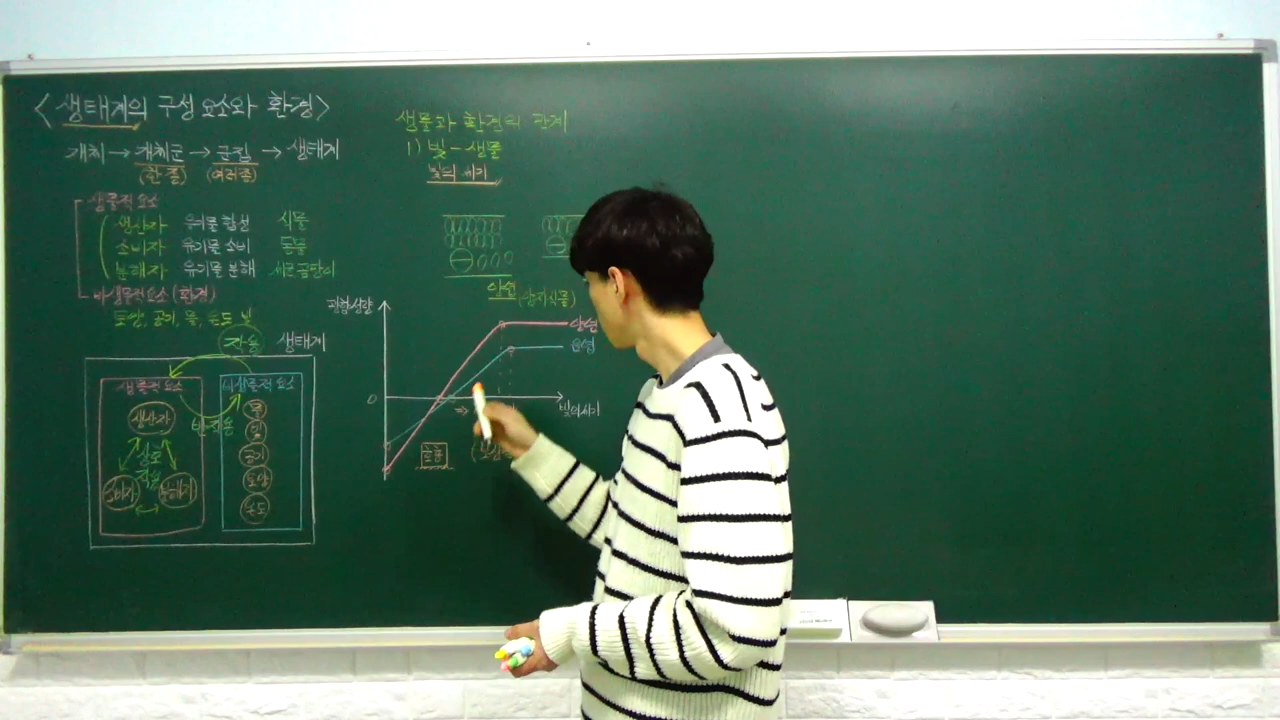 <생태계의 구성 요소와 환경>
개체 → 개체군 → 군집 → 생태계
(한 종) (여러종)
생물적 요소
생산자 유기물 합성 식물
소비자 유기물 소비 동물
분해자 유기물 분해 세균 곰팡이
비생물적요소 (환경)
토양, 공기, 물, 온도 빛
작용 생태계
생물적 요소 비생물적 요소
생산자
반작용
상호
작용
소비자 분해자
물
빛
공기
토양
온도
생물과 환경의 관계
1) 빛 - 생물
빛의 세기
양엽 (양지식물)
광합성량
양엽
음엽
0
빛의세기
⇒
호흡